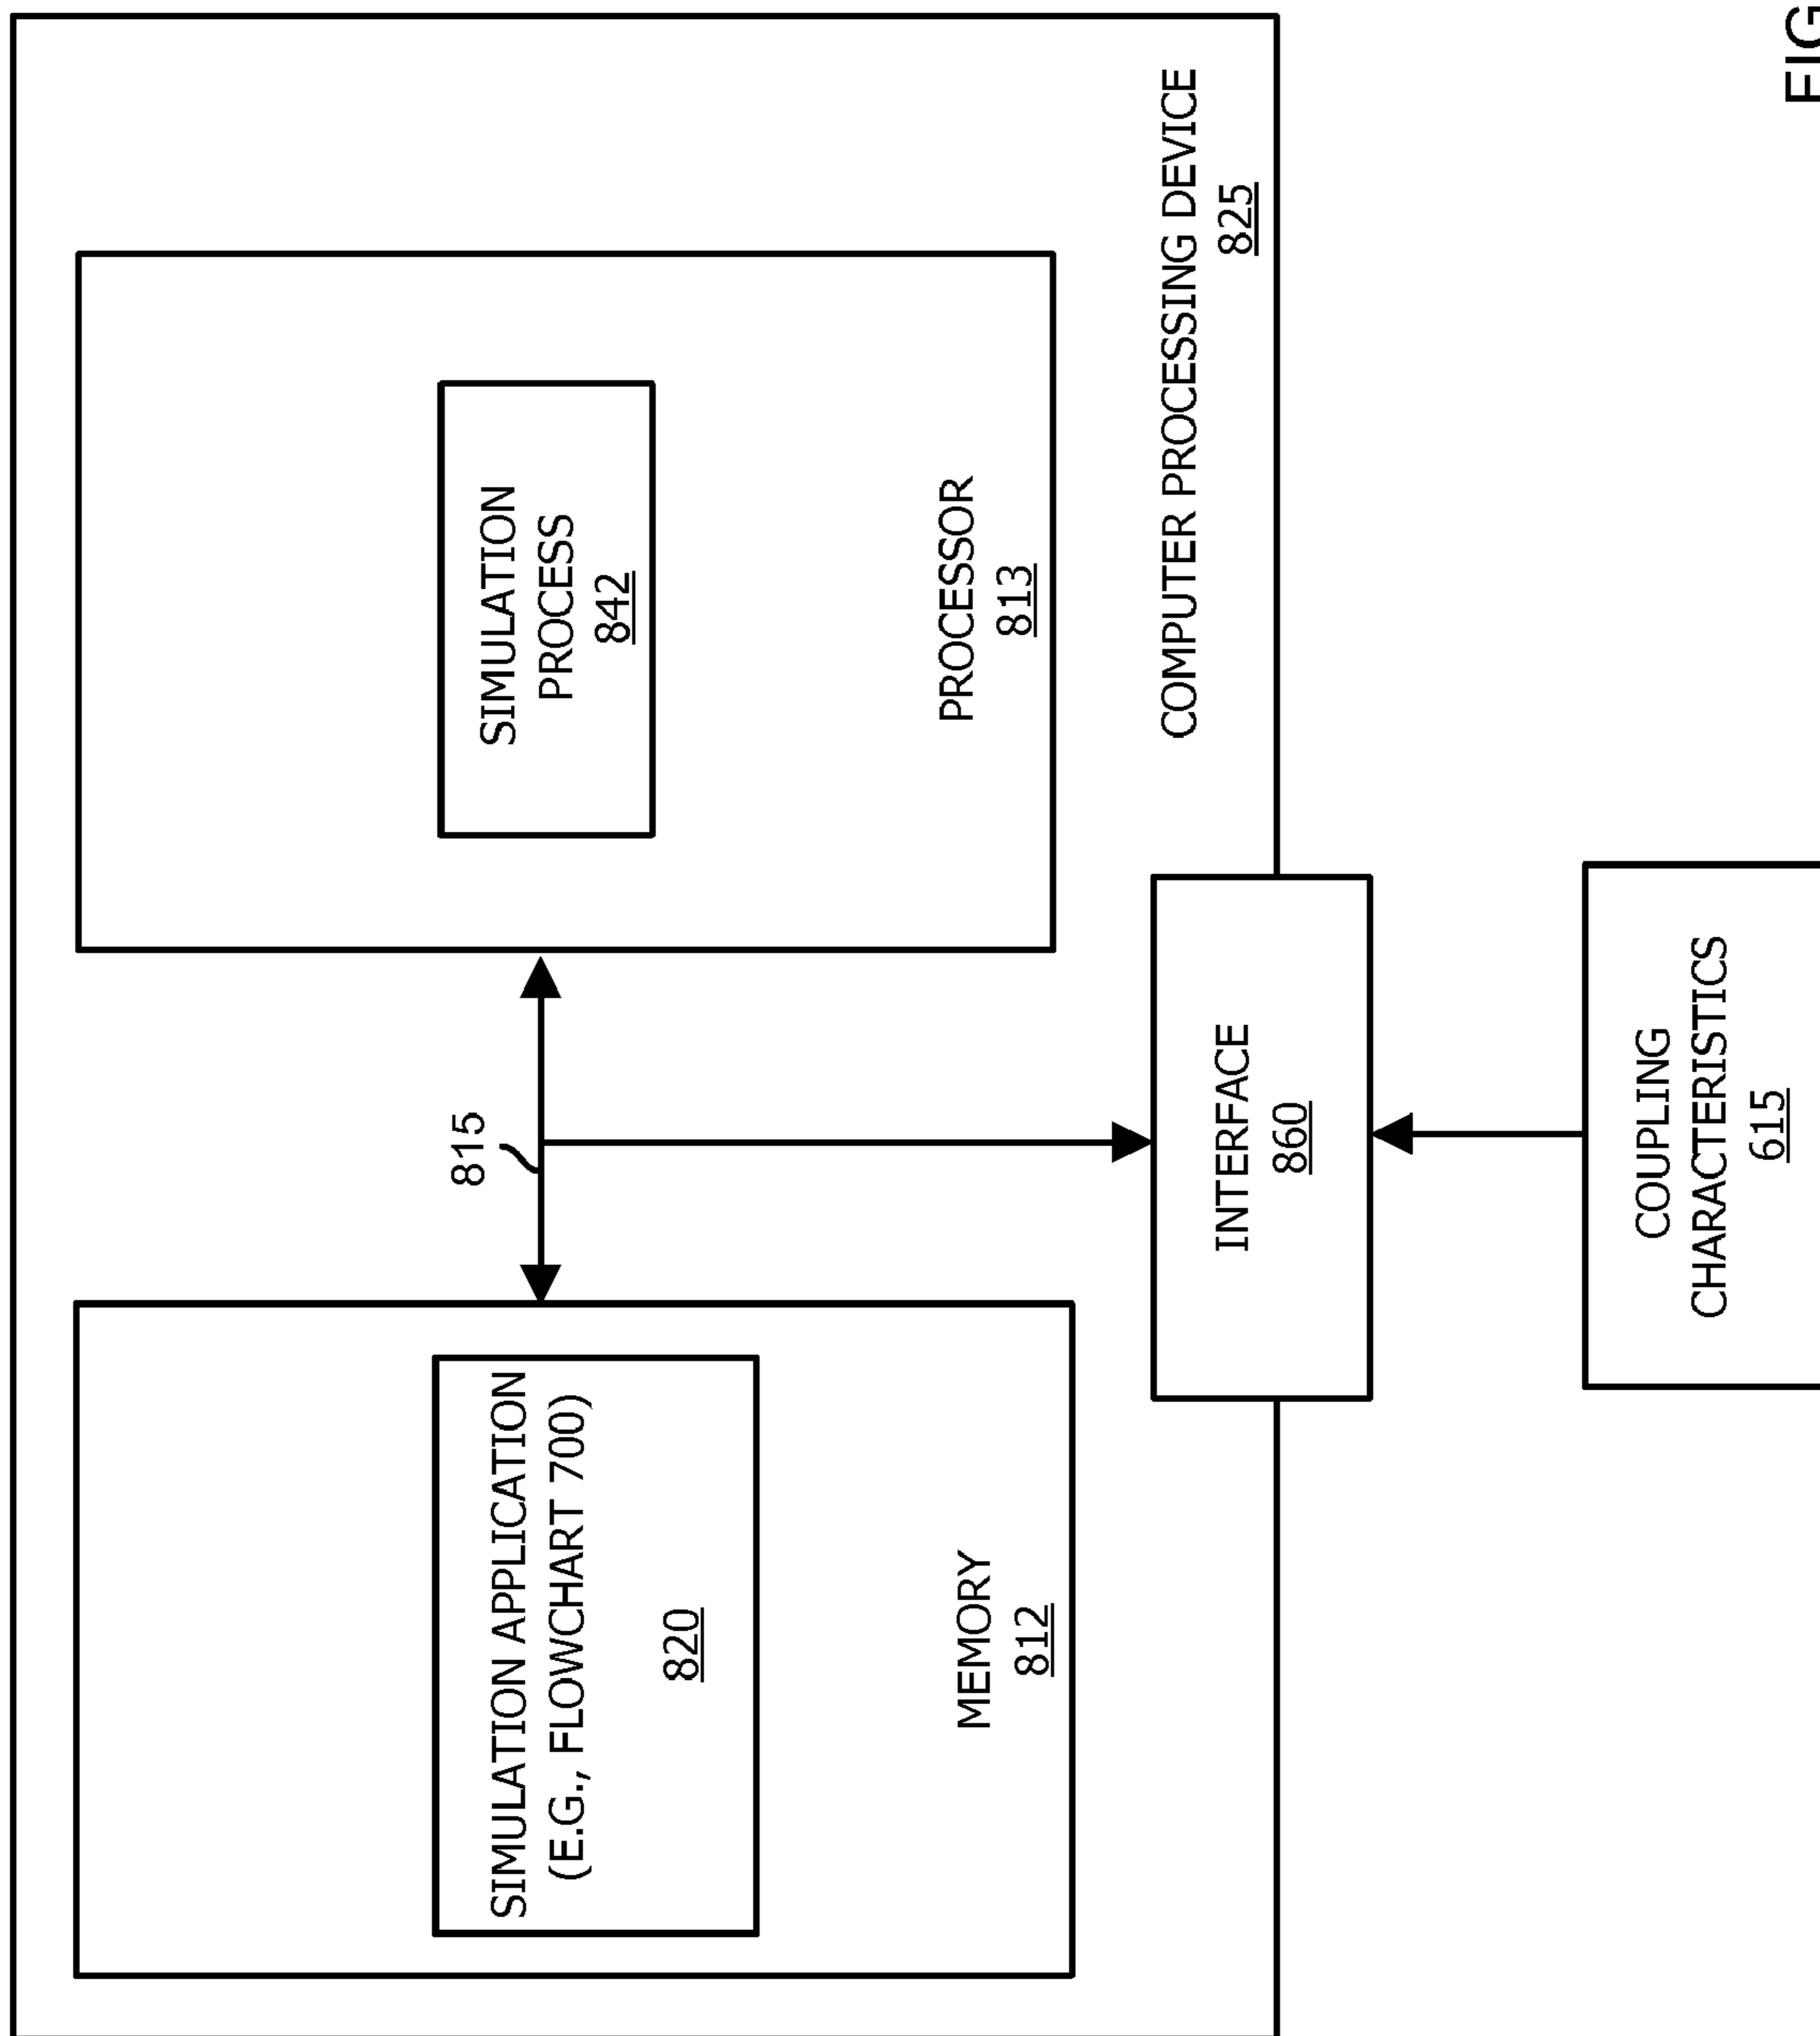 SIMULATION APPLICATION
(E.G., FLOWCHART 700)
820
MEMORY
812
815
SIMULATION
PROCESS
842
PROCESSOR
813
COMPUTER PROCESSING DEVICE
825
INTERFACE
860
COUPLING
CHARACTERISTICS
615
FIG